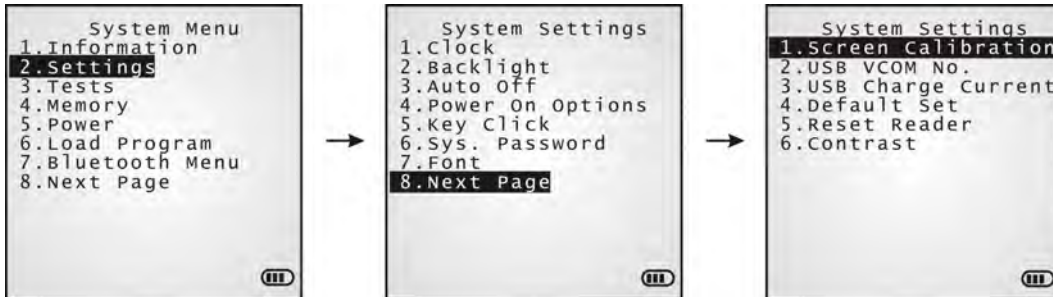 System Menu
1.Information
2.Settings
3.Tests
4.Memory
5.Power
6.Load Program
7.Bluetooth Menu
8.Next Page
System Settings
1.Clock
2.Backlight
3.Auto Off
4.Power On Options
5.Key Click
6.Sys. Password
7.Font
8.Next Page
System Settings
1.Screen Calibration
2.USB VCOM No.
3.USB Charge Current
4.Default Set
5.Reset Reader
6.Contrast